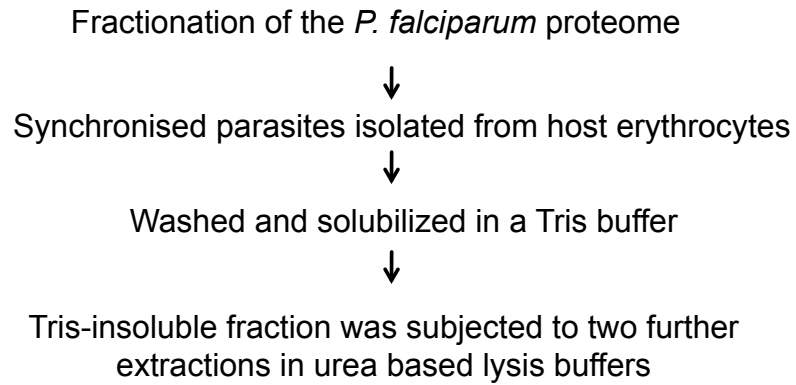 Fractionation of the P. falciparum proteome
Synchronised parasites isolated from host erythrocytes
Washed and solubilized in a Tris buffer
Tris-insoluble fraction was subjected to two further
extractions in urea based lysis buffers